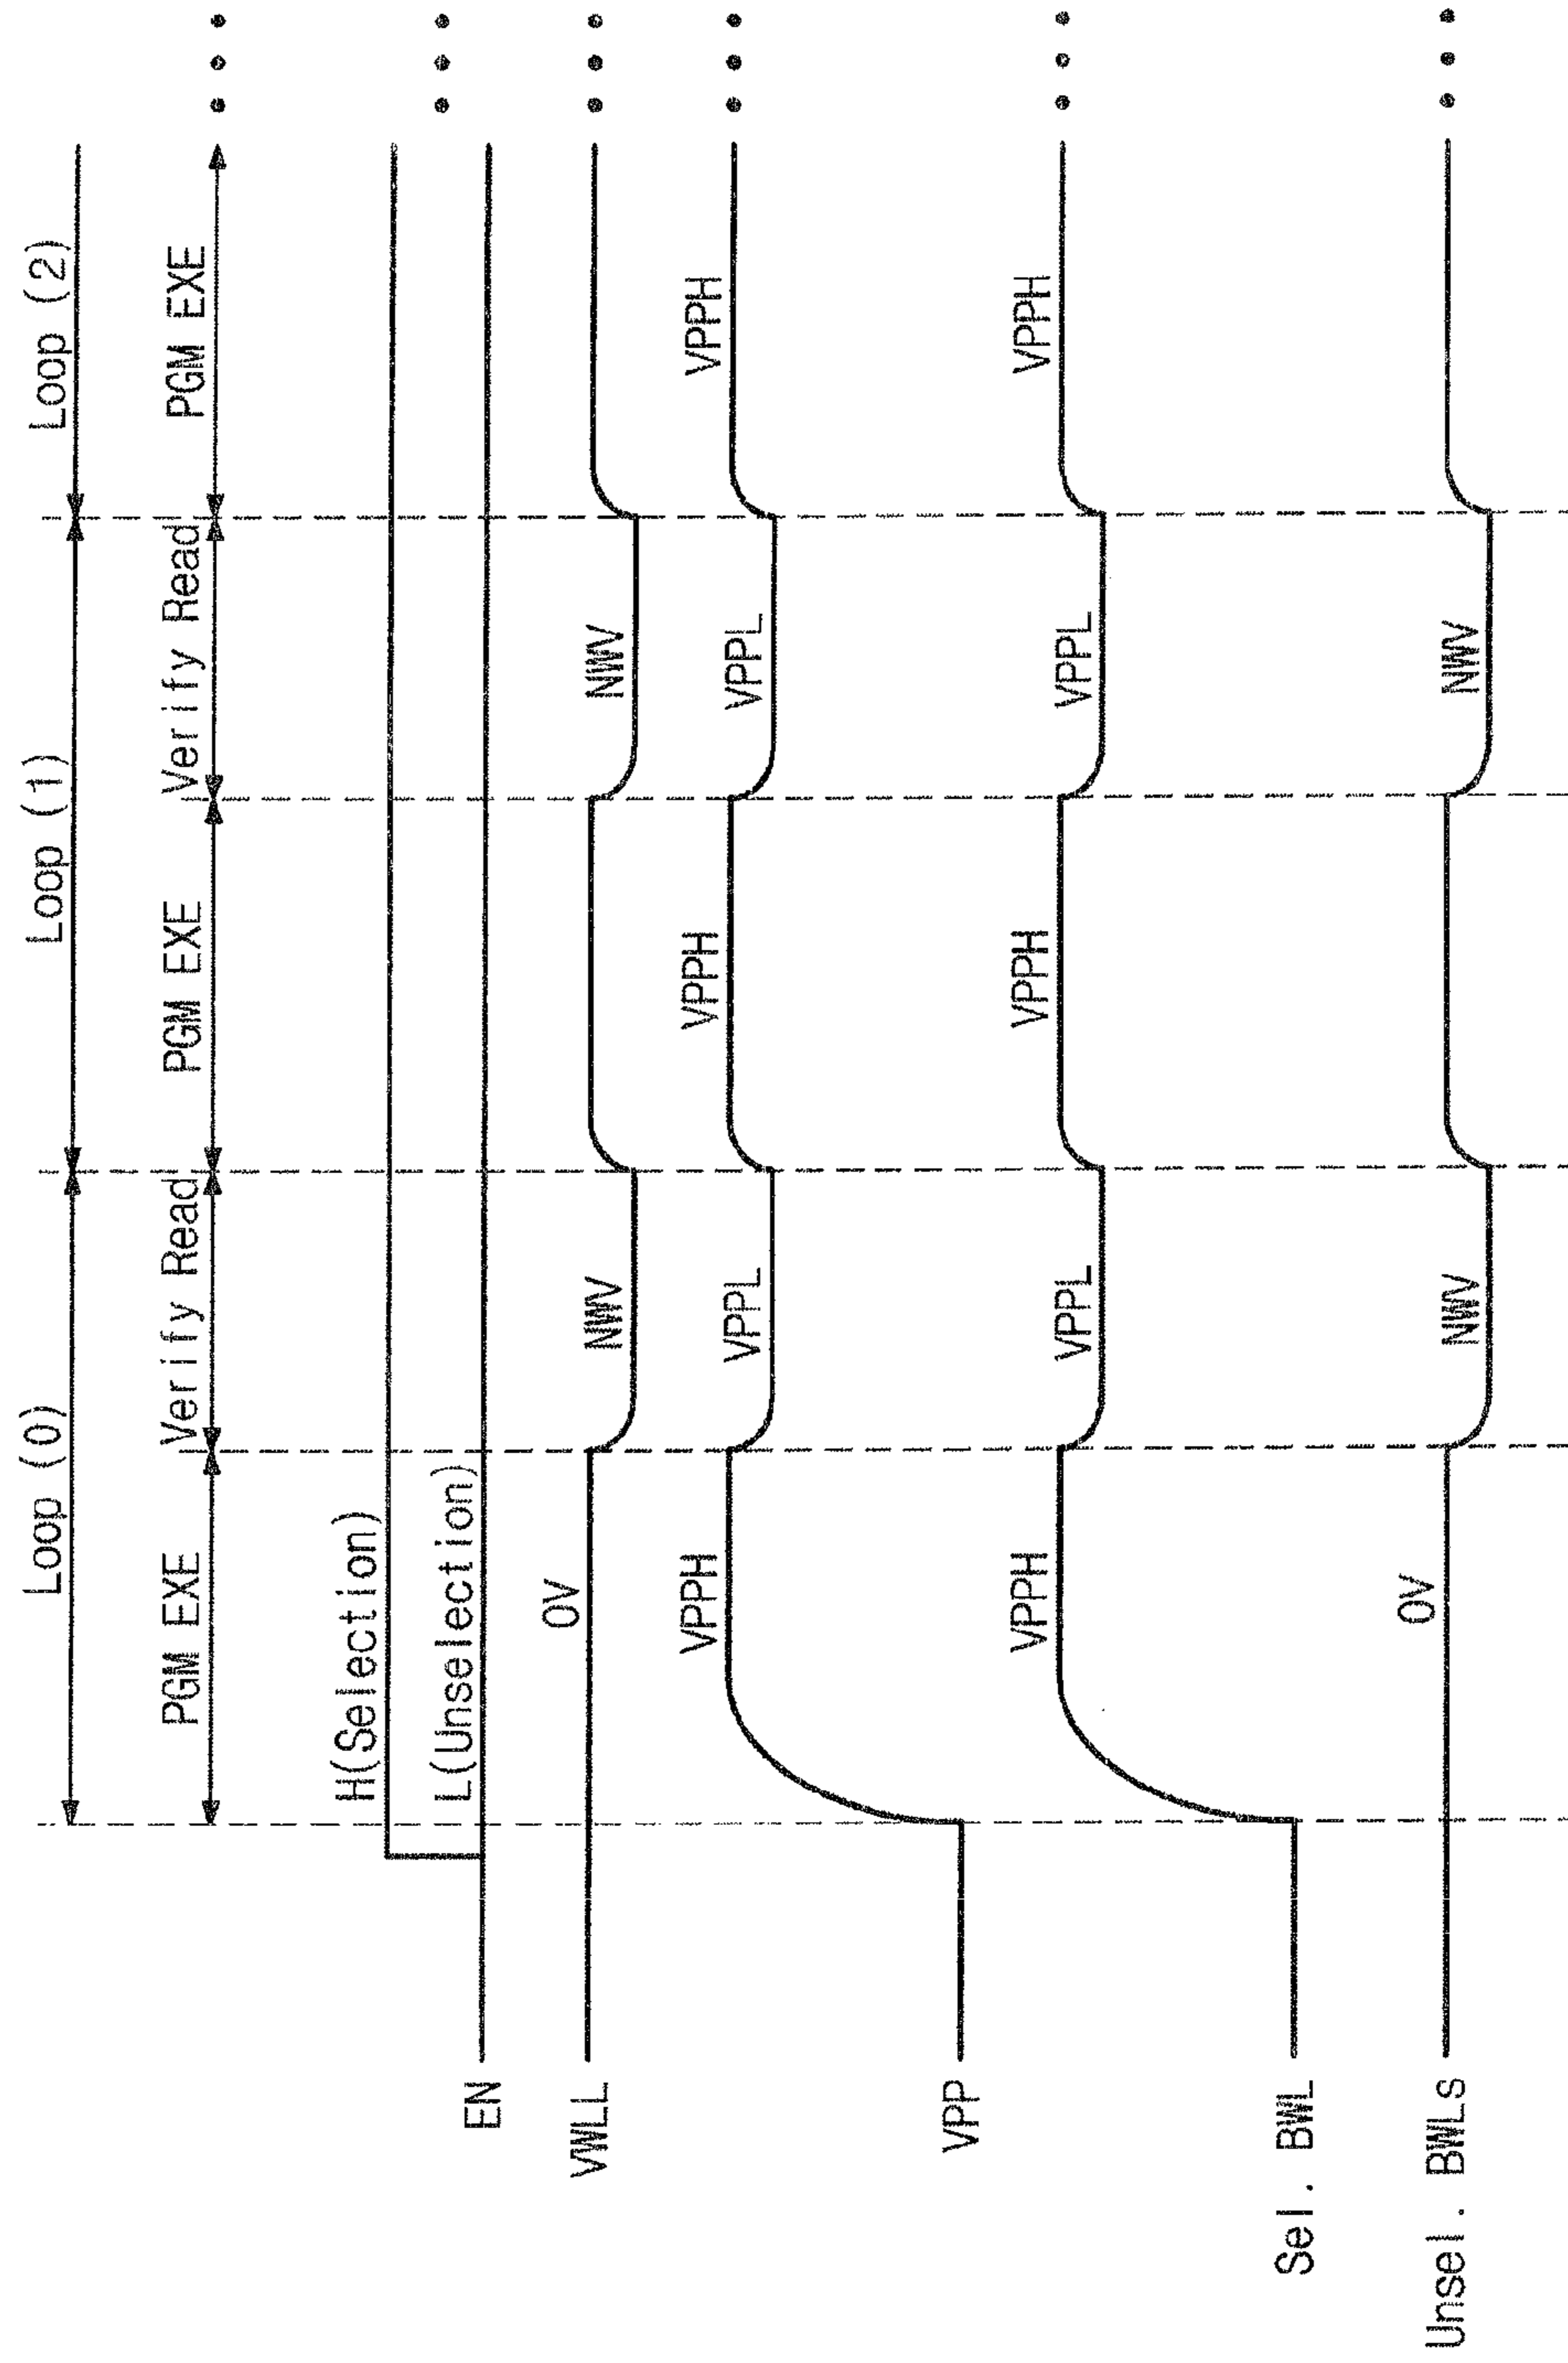 Loop (0) Loop (1) Loop (2)
PGM EXE Verify Read PGM EXE Verify Read PGM EXE
H(Selection)
L(Unselection)
EN
0V NWV NWV
VWLL
VPPH VPPL VPPH VPPL VPPH
VPP
VPPH VPPL VPPH VPPL VPPH
Sel. BWL
0V NWV NWV
Unsel. BWLs